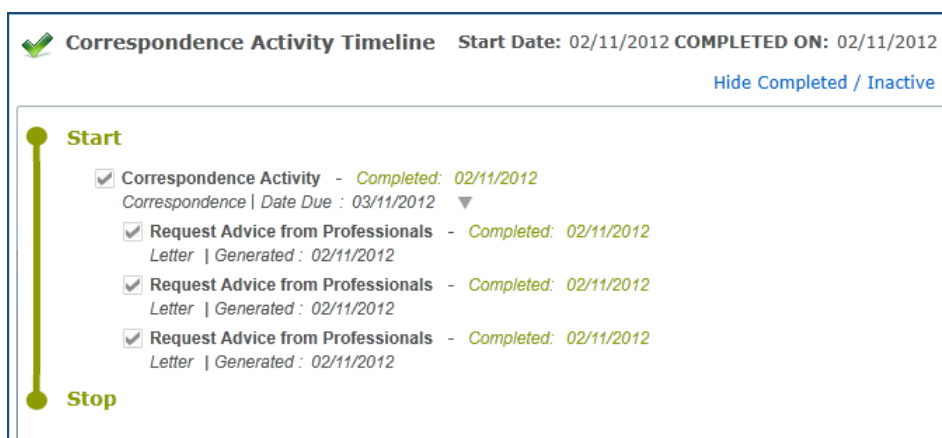 Correspondence Activity Timeline Start Date: 02/11/2012 COMPLETED ON: 02/11/2012
Hide Completed / Inactive
Start
Correspondence Activity - Completed: 02/11/2012
Correspondence | Date Due : 03/11/2012
Request Advice from Professionals - Completed: 02/11/2012
Letter | Generated : 02/11/2012
Request Advice from Professionals - Completed: 02/11/2012
Letter | Generated : 02/11/2012
Request Advice from Professionals - Completed: 02/11/2012
Letter | Generated : 02/11/2012
Stop